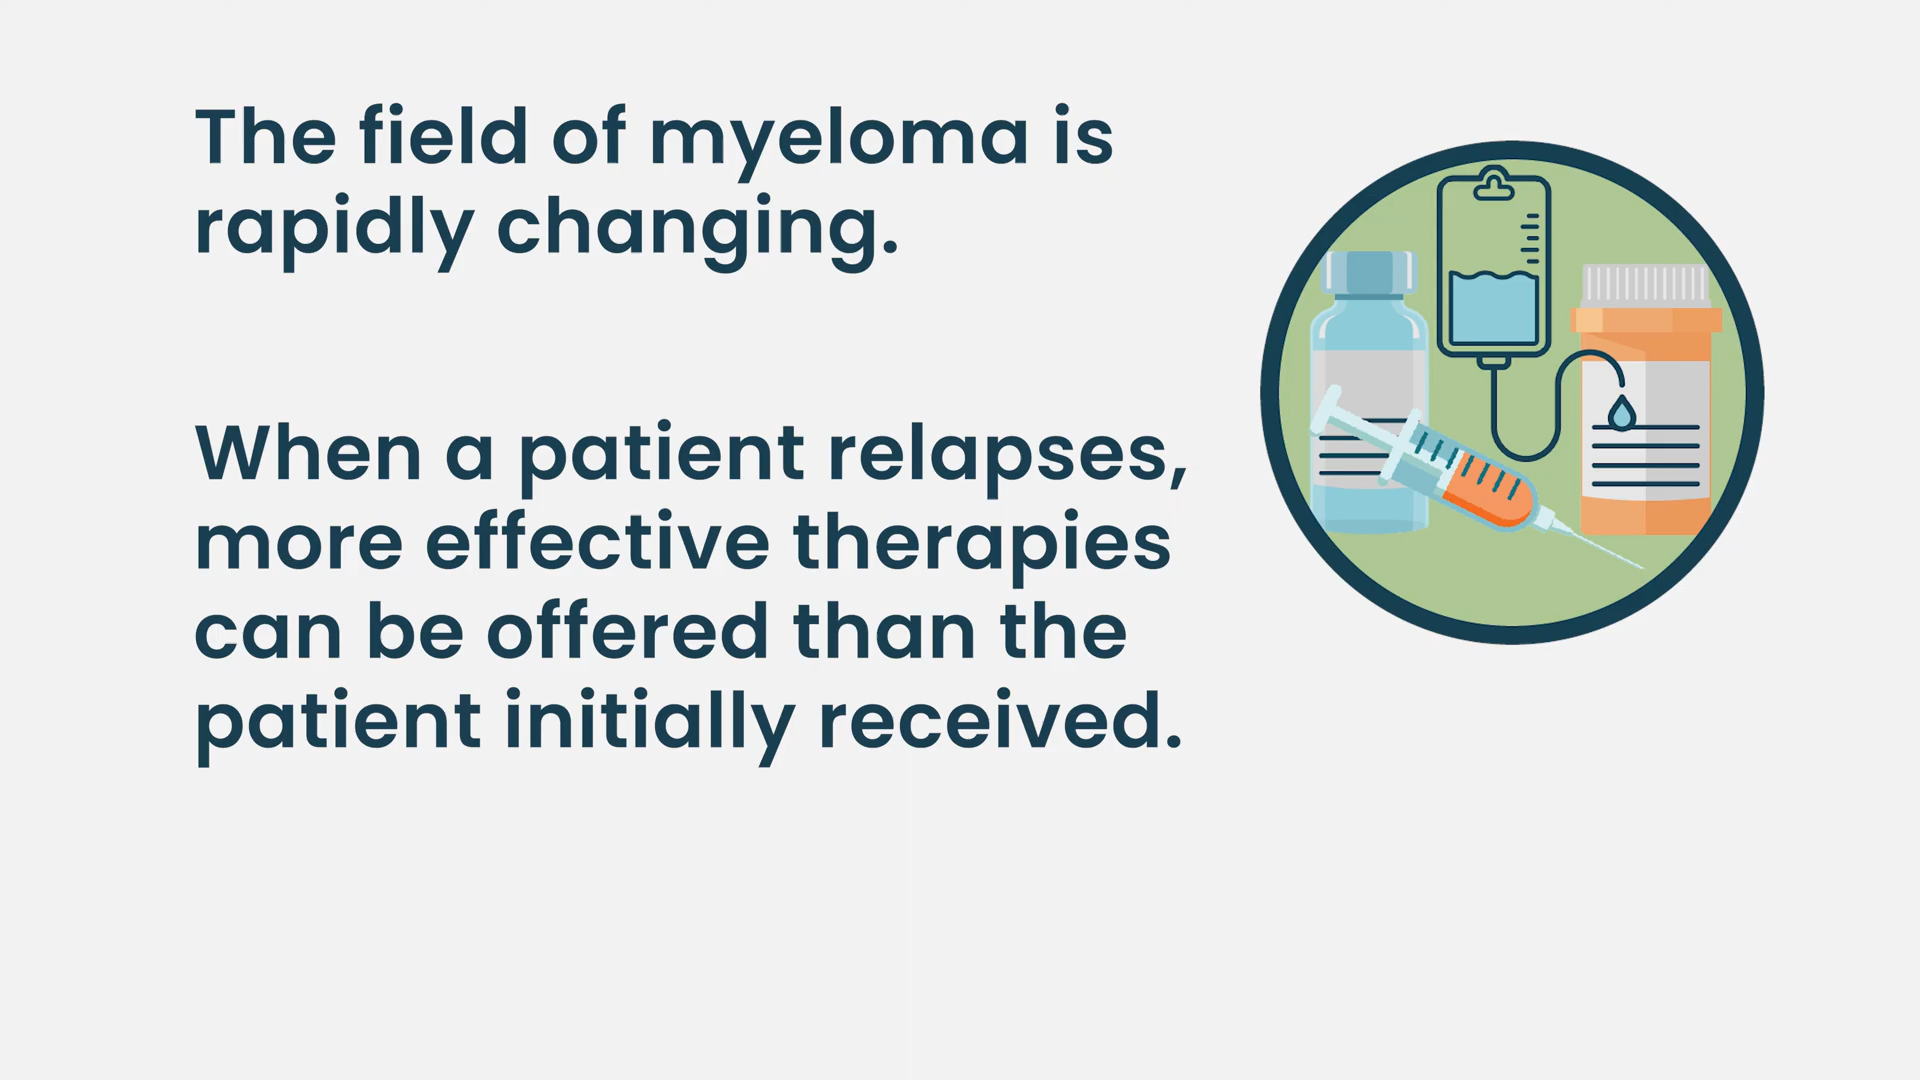 The field of myeloma is
rapidly changing.
When a patient relapses,
more effective therapies
can be offered than the
patient initially received.